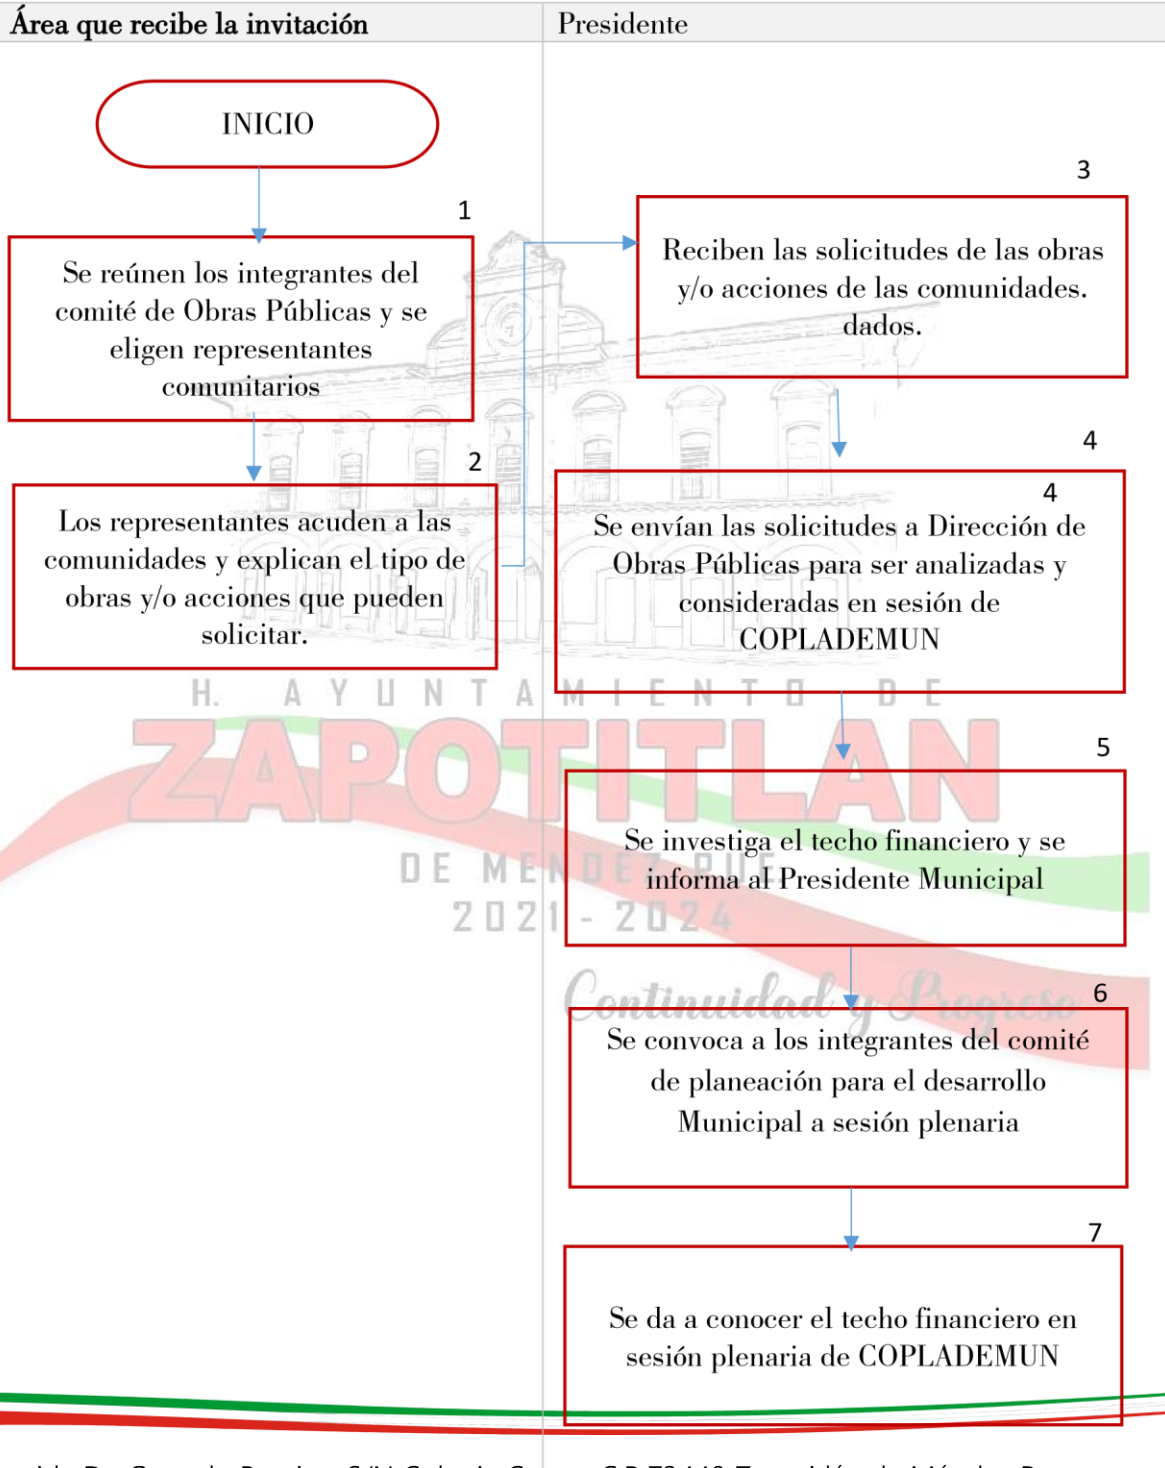 Área que recibe la invitación
Presidente
INICIO
1
Se reúnen los integrantes del
comité de Obras Públicas y se
eligen representantes
comunitarios
2
Los representantes acuden a las
comunidades y explican el tipo de
obras y/o acciones que pueden
solicitar.
3
Reciben las solicitudes de las obras
y/o acciones de las comunidades.
dados.
4
4
Se envían las solicitudes a Dirección de
Obras Públicas para ser analizadas y
consideradas en sesión de
COPLADEMUN
5
Se investiga el techo financiero y se
informa al Presidente Municipal
6
Se convoca a los integrantes del comité
de planeación para el desarrollo
Municipal a sesión plenaria
7
Se da a conocer el techo financiero en
sesión plenaria de COPLADEMUN
H. AYUNTAMIENTO DE
ZAPOTITLAN
DE MENDEZ PUE.
2021 - 2024
Continuidad y Progreso